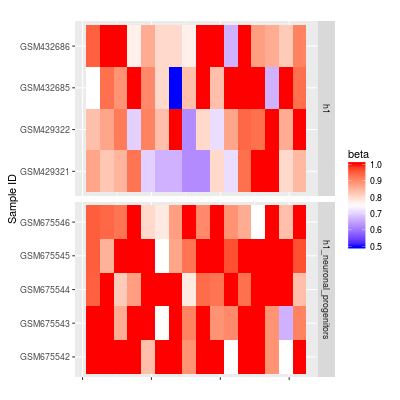 GSM432686
GSM432685
GSM429322
GSM429321
h1
GSM675546
GSM675545
GSM675544
GSM675543
GSM675542
h1_neuronal_progenitors
Sample ID
beta
1.0
0.9
0.8
0.7
0.6
0.5